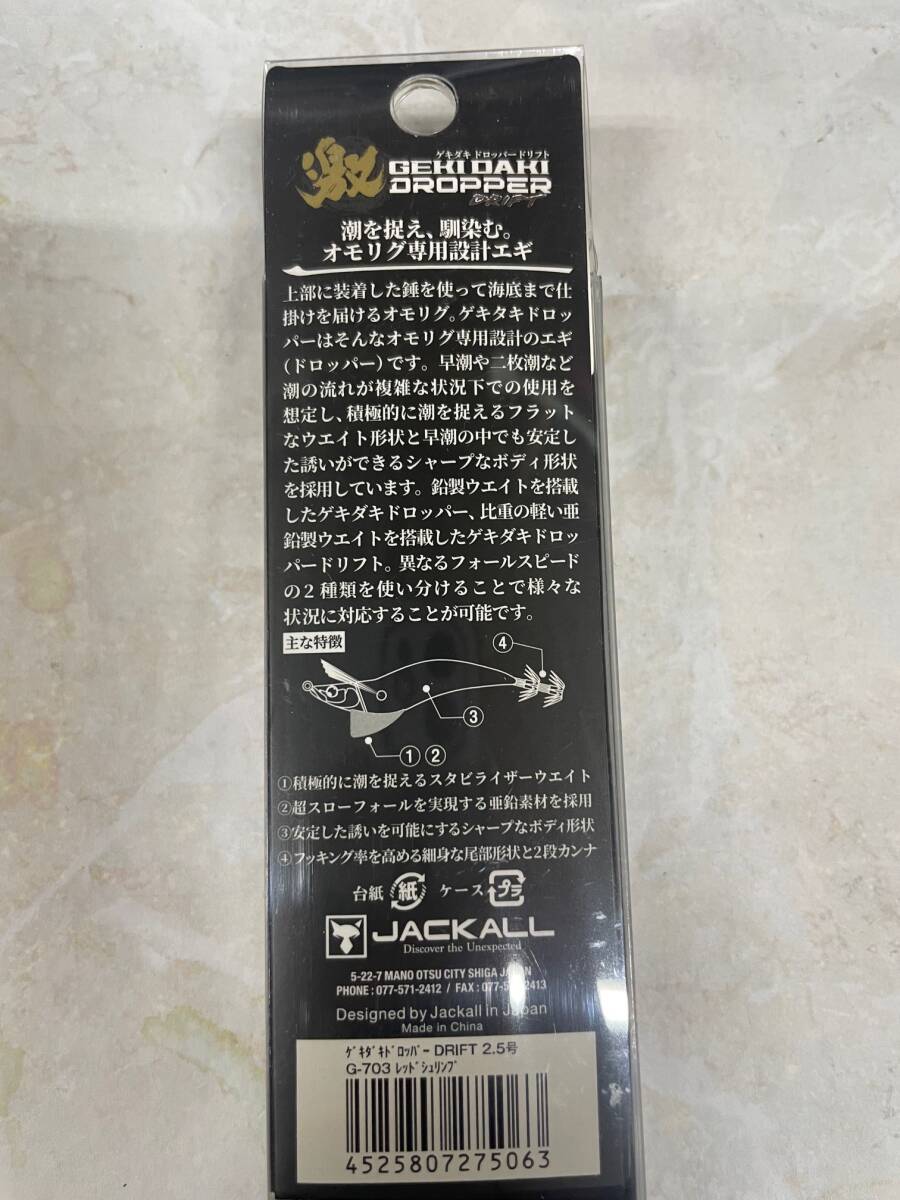 激
ゲキダキ ドロッパードリフト
GEKIDAKI
DROPPER
DRIFT
潮を捉え、馴染む。
オモリグ専用設計エギ
上部に装着した錘を使って海底まで仕
掛けを届けるオモリグ。ゲキタキドロッ
パーはそんなオモリグ専用設計のエギ
(ドロッパー)です。早潮や二枚潮など
潮の流れが複雑な状況下での使用を
想定し、積極的に潮を捉えるフラット
なウエイト形状と早潮の中でも安定し
た誘いができるシャープなボディ形状
を採用しています。鉛製ウエイトを搭載
したゲキダキドロッパー、比重の軽い亜
鉛製ウエイトを搭載したゲキダキドロッ
パードリフト。異なるフォールスピード
の2種類を使い分けることで様々な
状況に対応することが可能です。
主な特徴
④
③
①②
①積極的に潮を捉えるスタビライザーウエイト
②超スローフォールを実現する亜鉛素材を採用
③安定した誘いを可能にするシャープなボディ形状
④フッキング率を高める細身な尾部形状と2段カンナ
台紙 紙 ケース プラ
JACKALL
Discover the Unexpected
5-22-7 MANO OTSU CITY SHIGA JAPAN
PHONE : 077-571-2412 / FAX : 077-571-2413
Designed by Jackall in Japan
Made in China
ｹﾞｷﾀﾞｷﾄﾞﾛｯﾊﾟｰ DRIFT 2.5号
G-703 ﾚｯﾄﾞｼｭﾘﾝﾌﾟ
4525807275063